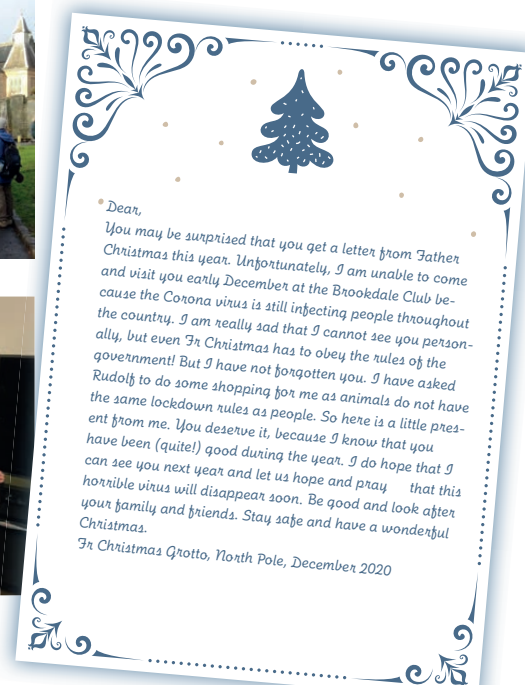 Dear,
You may be surprised that you get a letter from Father
Christmas this year. Unfortunately, I am unable to come
and visit you early December at the Brookdale Club be-
cause the Corona virus is still infecting people throughout
the country. I am really sad that I cannot see you person-
ally, but even Fr Christmas has to obey the rules of the
government! But I have not forgotten you. I have asked
Rudolf to do some shopping for me as animals do not have
the same lockdown rules as people. So here is a little pres-
ent from me. You deserve it, because I know that you
have been (quite!) good during the year. I do hope that I
can see you next year and let us hope and pray that this
horrible virus will disappear soon. Be good and look after
your family and friends. Stay safe and have a wonderful
Christmas.
Fr Christmas Grotto, North Pole, December 2020